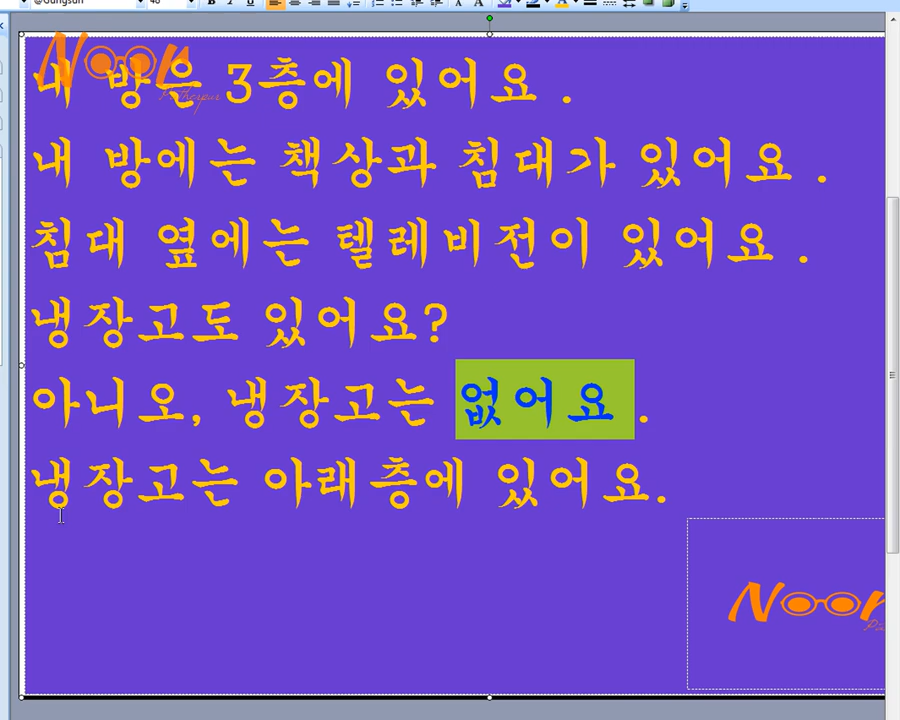 @Gungsuh
Noor
내 방은 3층에 있어요 .
내 방에는 책상과 침대가 있어요 .
침대 옆에는 텔레비전이 있어요 .
냉장고도 있어요?
아니오, 냉장고는 없어요 .
냉장고는 아래층에 있어요.
Noor